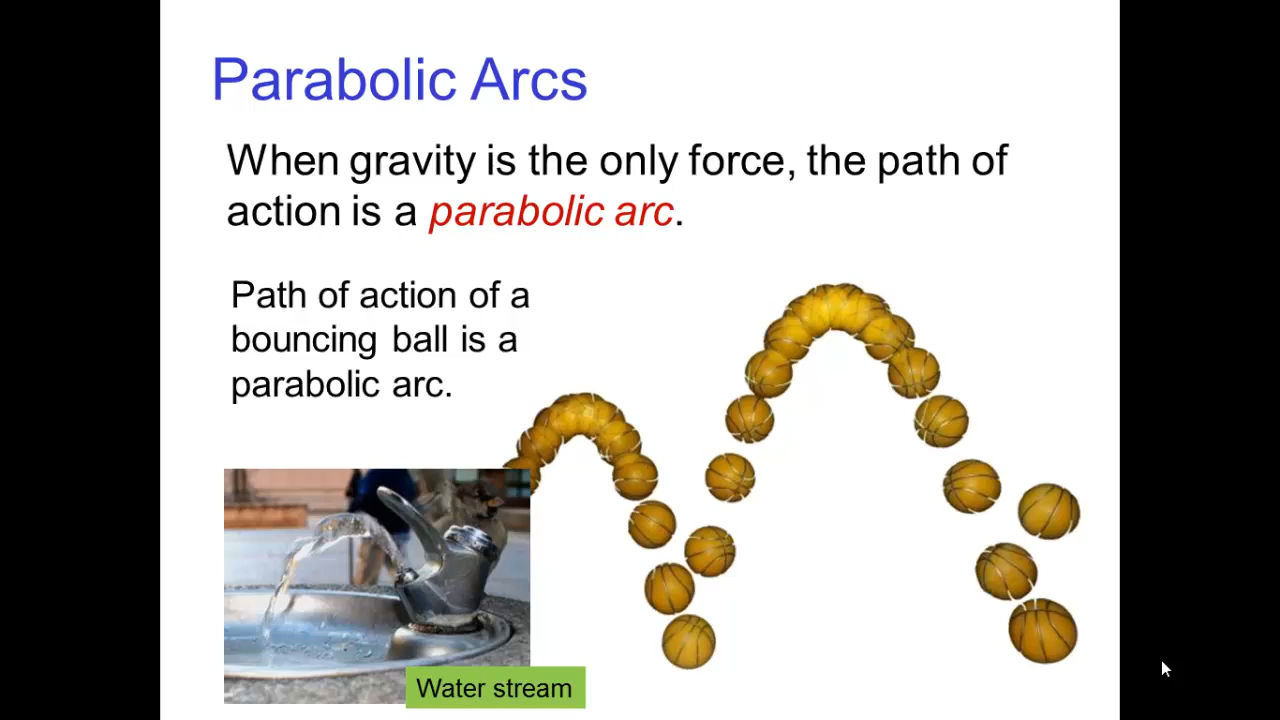 Parabolic Arcs
When gravity is the only force, the path of
action is a parabolic arc.
Path of action of a
bouncing ball is a
parabolic arc.
Water stream